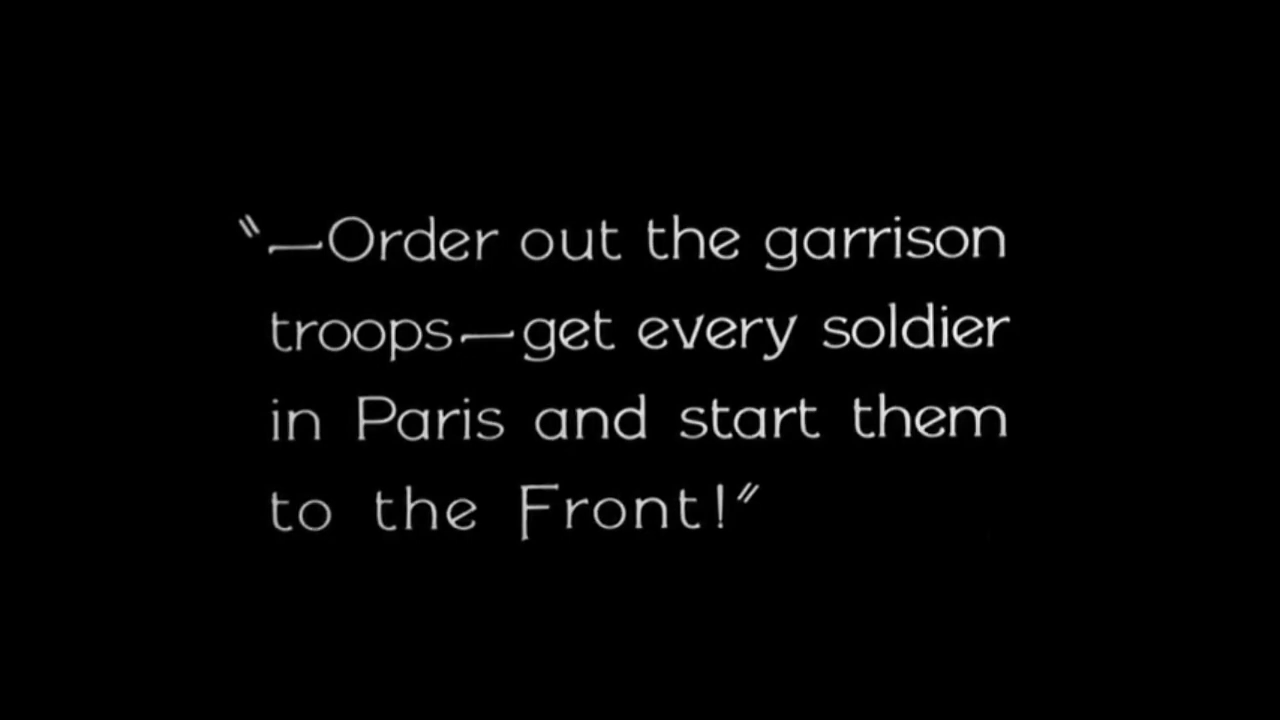 "—Order out the garrison
troops—get every soldier
in Paris and start them
to the Front!"